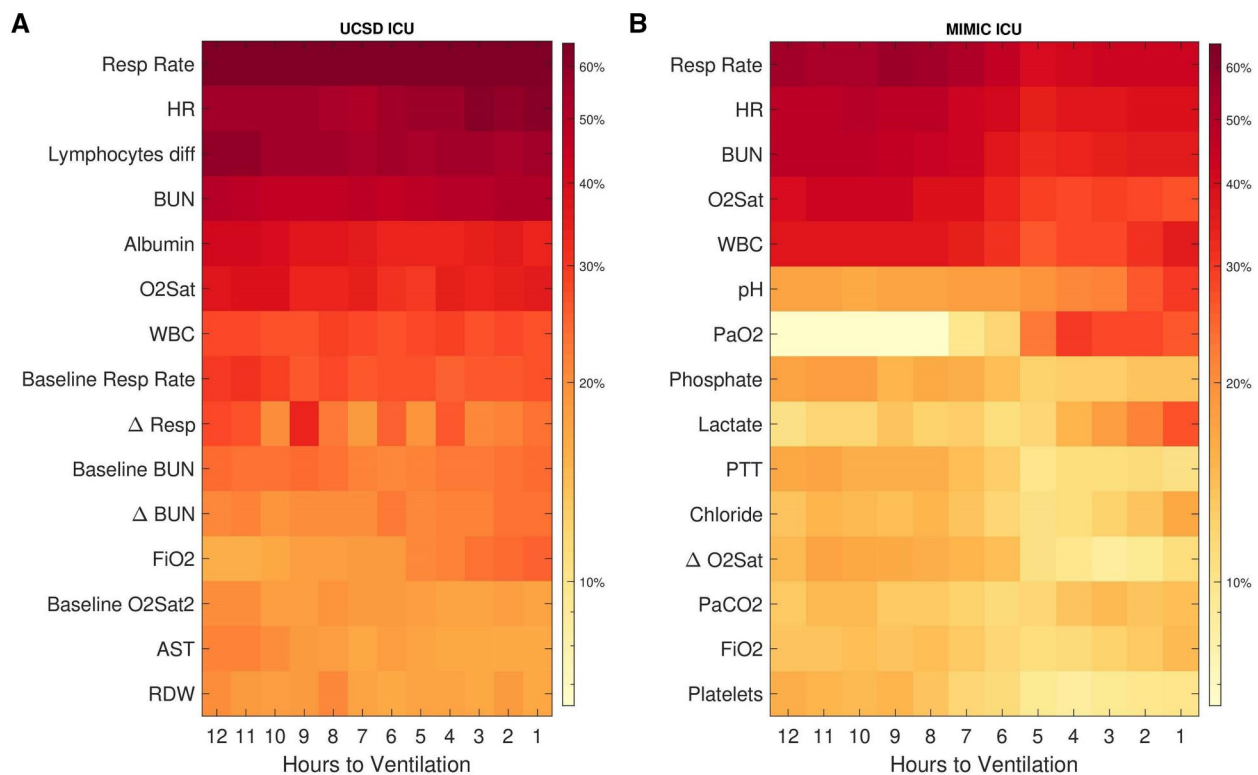 A
UCSD ICU
Resp Rate
HR
Lymphocytes diff
BUN
Albumin
O2Sat
WBC
Baseline Resp Rate
Δ Resp
Baseline BUN
Δ BUN
FiO2
Baseline O2Sat2
AST
RDW
12 11 10 9 8 7 6 5 4 3 2 1
Hours to Ventilation
60%
50%
40%
30%
20%
10%
B
MIMIC ICU
Resp Rate
HR
BUN
O2Sat
WBC
pH
PaO2
Phosphate
Lactate
PTT
Chloride
Δ O2Sat
PaCO2
FiO2
Platelets
12 11 10 9 8 7 6 5 4 3 2 1
Hours to Ventilation
60%
50%
40%
30%
20%
10%